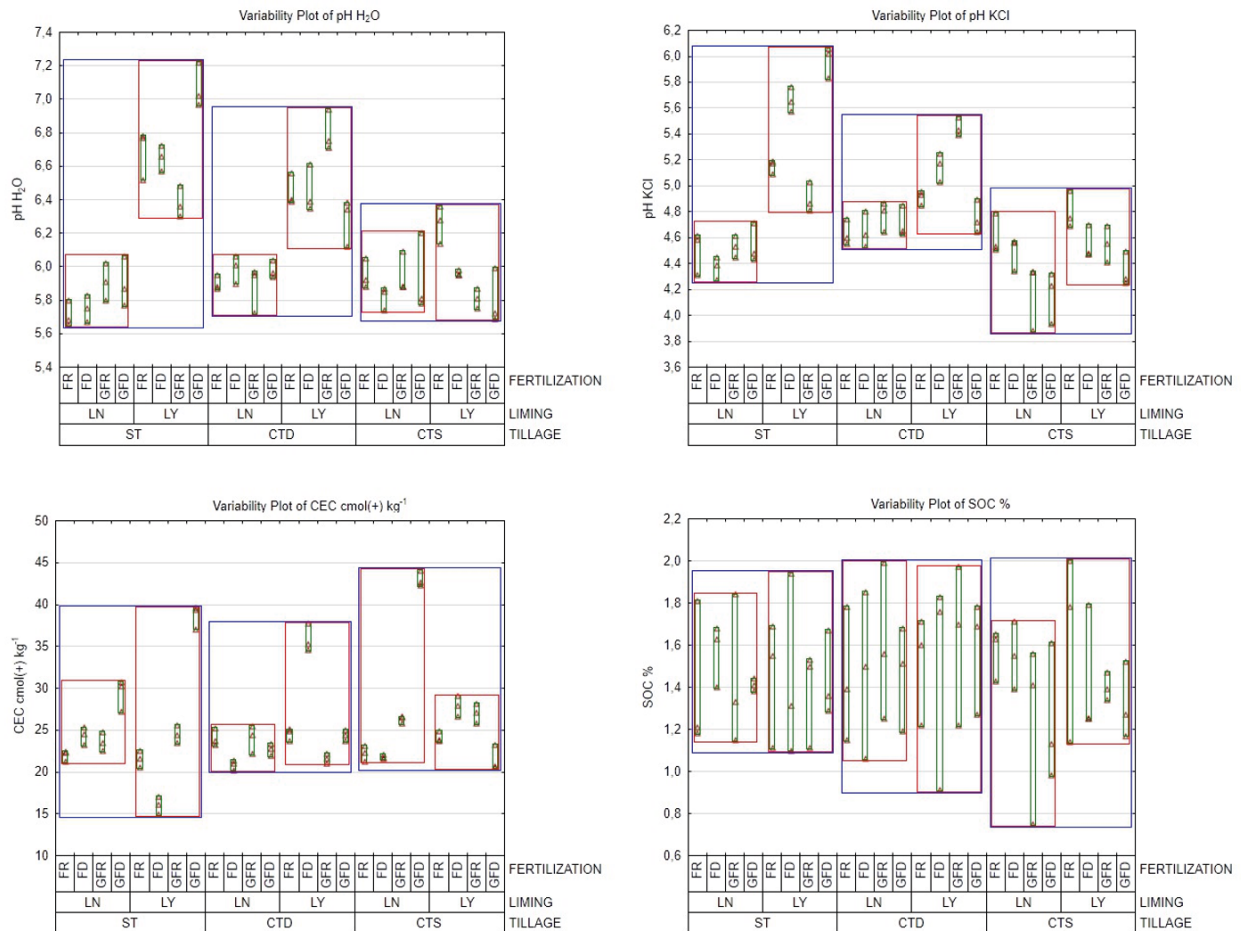 Variability Plot of pH H₂O
7,4
7,2
7,0
6,8
6,6
6,4
6,2
6,0
5,8
5,6
5,4
pH H₂O
FR FD GFR GFD FR FD GFR GFD FR FD GFR GFD FR FD GFR GFD FR FD GFR GFD FR FD GFR GFD FERTILIZATION
LN LY LN LY LN LY LIMING
ST CTD CTS TILLAGE
Variability Plot of pH KCl
6,2
6,0
5,8
5,6
5,4
5,2
5,0
4,8
4,6
4,4
4,2
4,0
3,8
3,6
pH KCl
FR FD GFR GFD FR FD GFR GFD FR FD GFR GFD FR FD GFR GFD FR FD GFR GFD FR FD GFR GFD FERTILIZATION
LN LY LN LY LN LY LIMING
ST CTD CTS TILLAGE
Variability Plot of CEC cmol(+) kg⁻¹
50
45
40
35
30
25
20
15
10
CEC cmol(+) kg⁻¹
FR FD GFR GFD FR FD GFR GFD FR FD GFR GFD FR FD GFR GFD FR FD GFR GFD FR FD GFR GFD FERTILIZATION
LN LY LN LY LN LY LIMING
ST CTD CTS TILLAGE
Variability Plot of SOC %
2,2
2,0
1,8
1,6
1,4
1,2
1,0
0,8
0,6
SOC %
FR FD GFR GFD FR FD GFR GFD FR FD GFR GFD FR FD GFR GFD FR FD GFR GFD FR FD GFR GFD FERTILIZATION
LN LY LN LY LN LY LIMING
ST CTD CTS TILLAGE